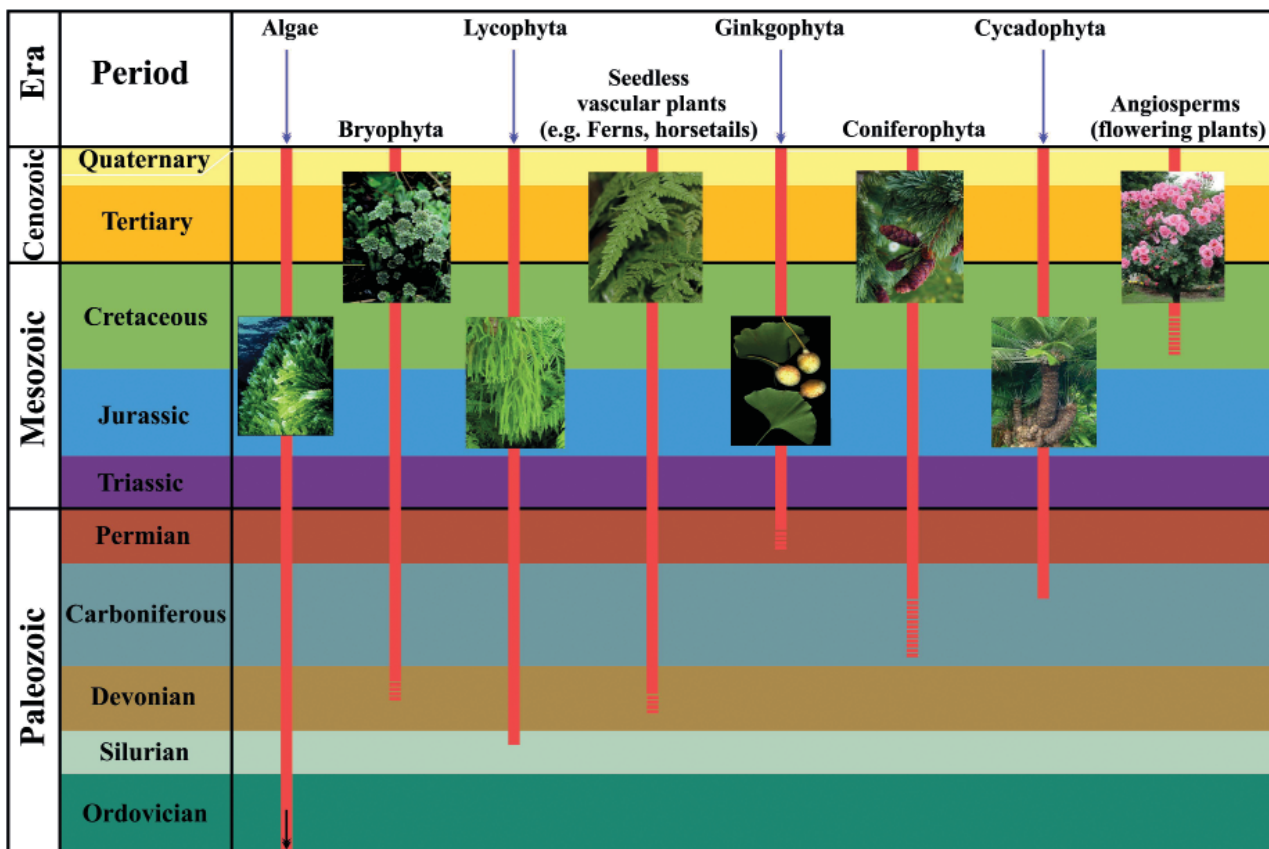 Era
Period
Algae
Lycophyta
Ginkgophyta
Cycadophyta
Bryophyta
Seedless
vascular plants
(e.g. Ferns, horsetails)
Coniferophyta
Angiosperms
(flowering plants)
Cenozoic
Quaternary
Tertiary
Mesozoic
Cretaceous
Jurassic
Triassic
Paleozoic
Permian
Carboniferous
Devonian
Silurian
Ordovician